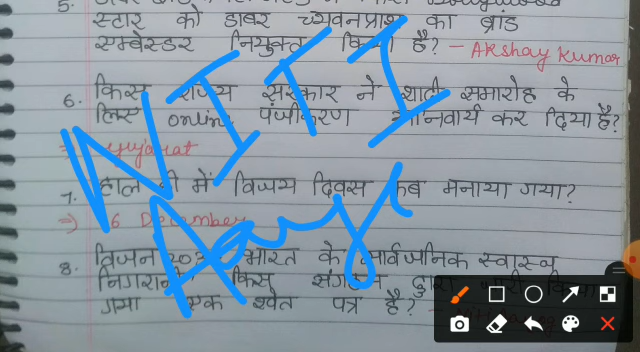 5.
स्टार को डाबर च्यवनप्राश का ब्रांड
एम्बेस्डर नियुक्त किया है? - Akshay Kumar
6. किस राज्य सरकार ने शादी समारोह के
लिए online पंजीकरण अनिवार्य कर दिया है?
=> Gujarat
7. हाल ही में विजय दिवस कब मनाया गया?
=> 16 December
8. विजन 2035 भारत के सार्वजनिक स्वास्थ्य
निगरानी किस संगठन द्वारा जारी किया
गया एक श्वेत पत्र है?
NITI
Aayog